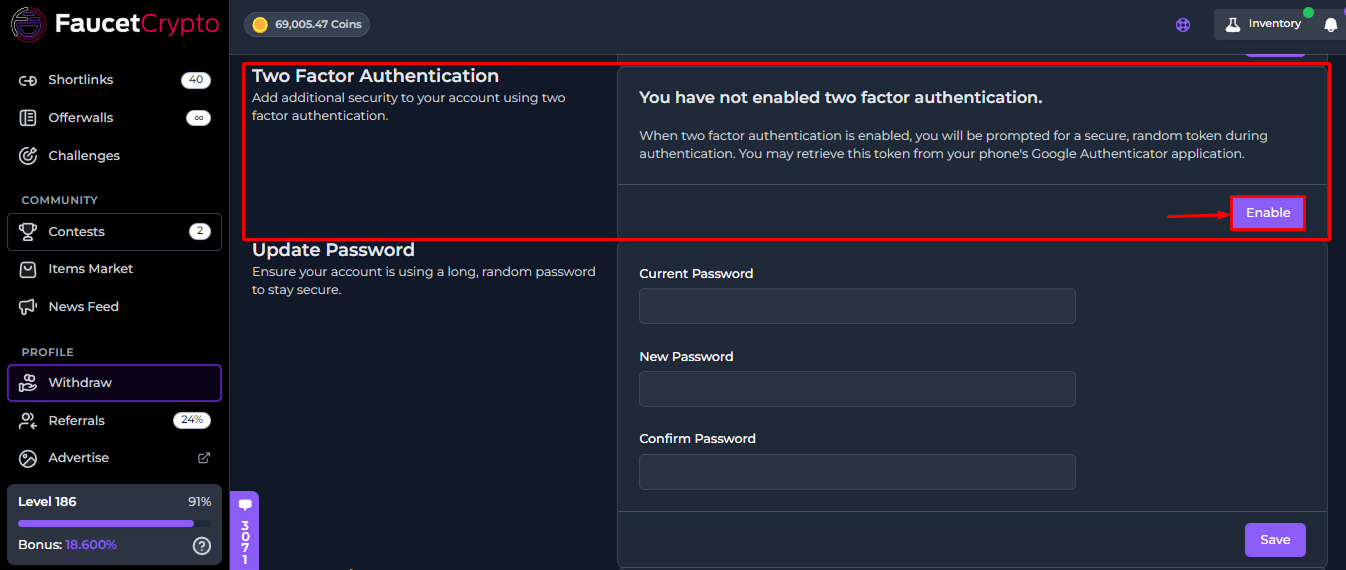 FaucetCrypto
69,005.47 Coins
Inventory
Shortlinks 40
Offerwalls ∞
Challenges
COMMUNITY
Contests 2
Items Market
News Feed
PROFILE
Withdraw
Referrals 24%
Advertise
Level 186 91%
Bonus: 18.600%
3071
Two Factor Authentication
Add additional security to your account using two
factor authentication.
You have not enabled two factor authentication.
When two factor authentication is enabled, you will be prompted for a secure, random token during
authentication. You may retrieve this token from your phone's Google Authenticator application.
Enable
Update Password
Ensure your account is using a long, random password
to stay secure.
Current Password
New Password
Confirm Password
Save